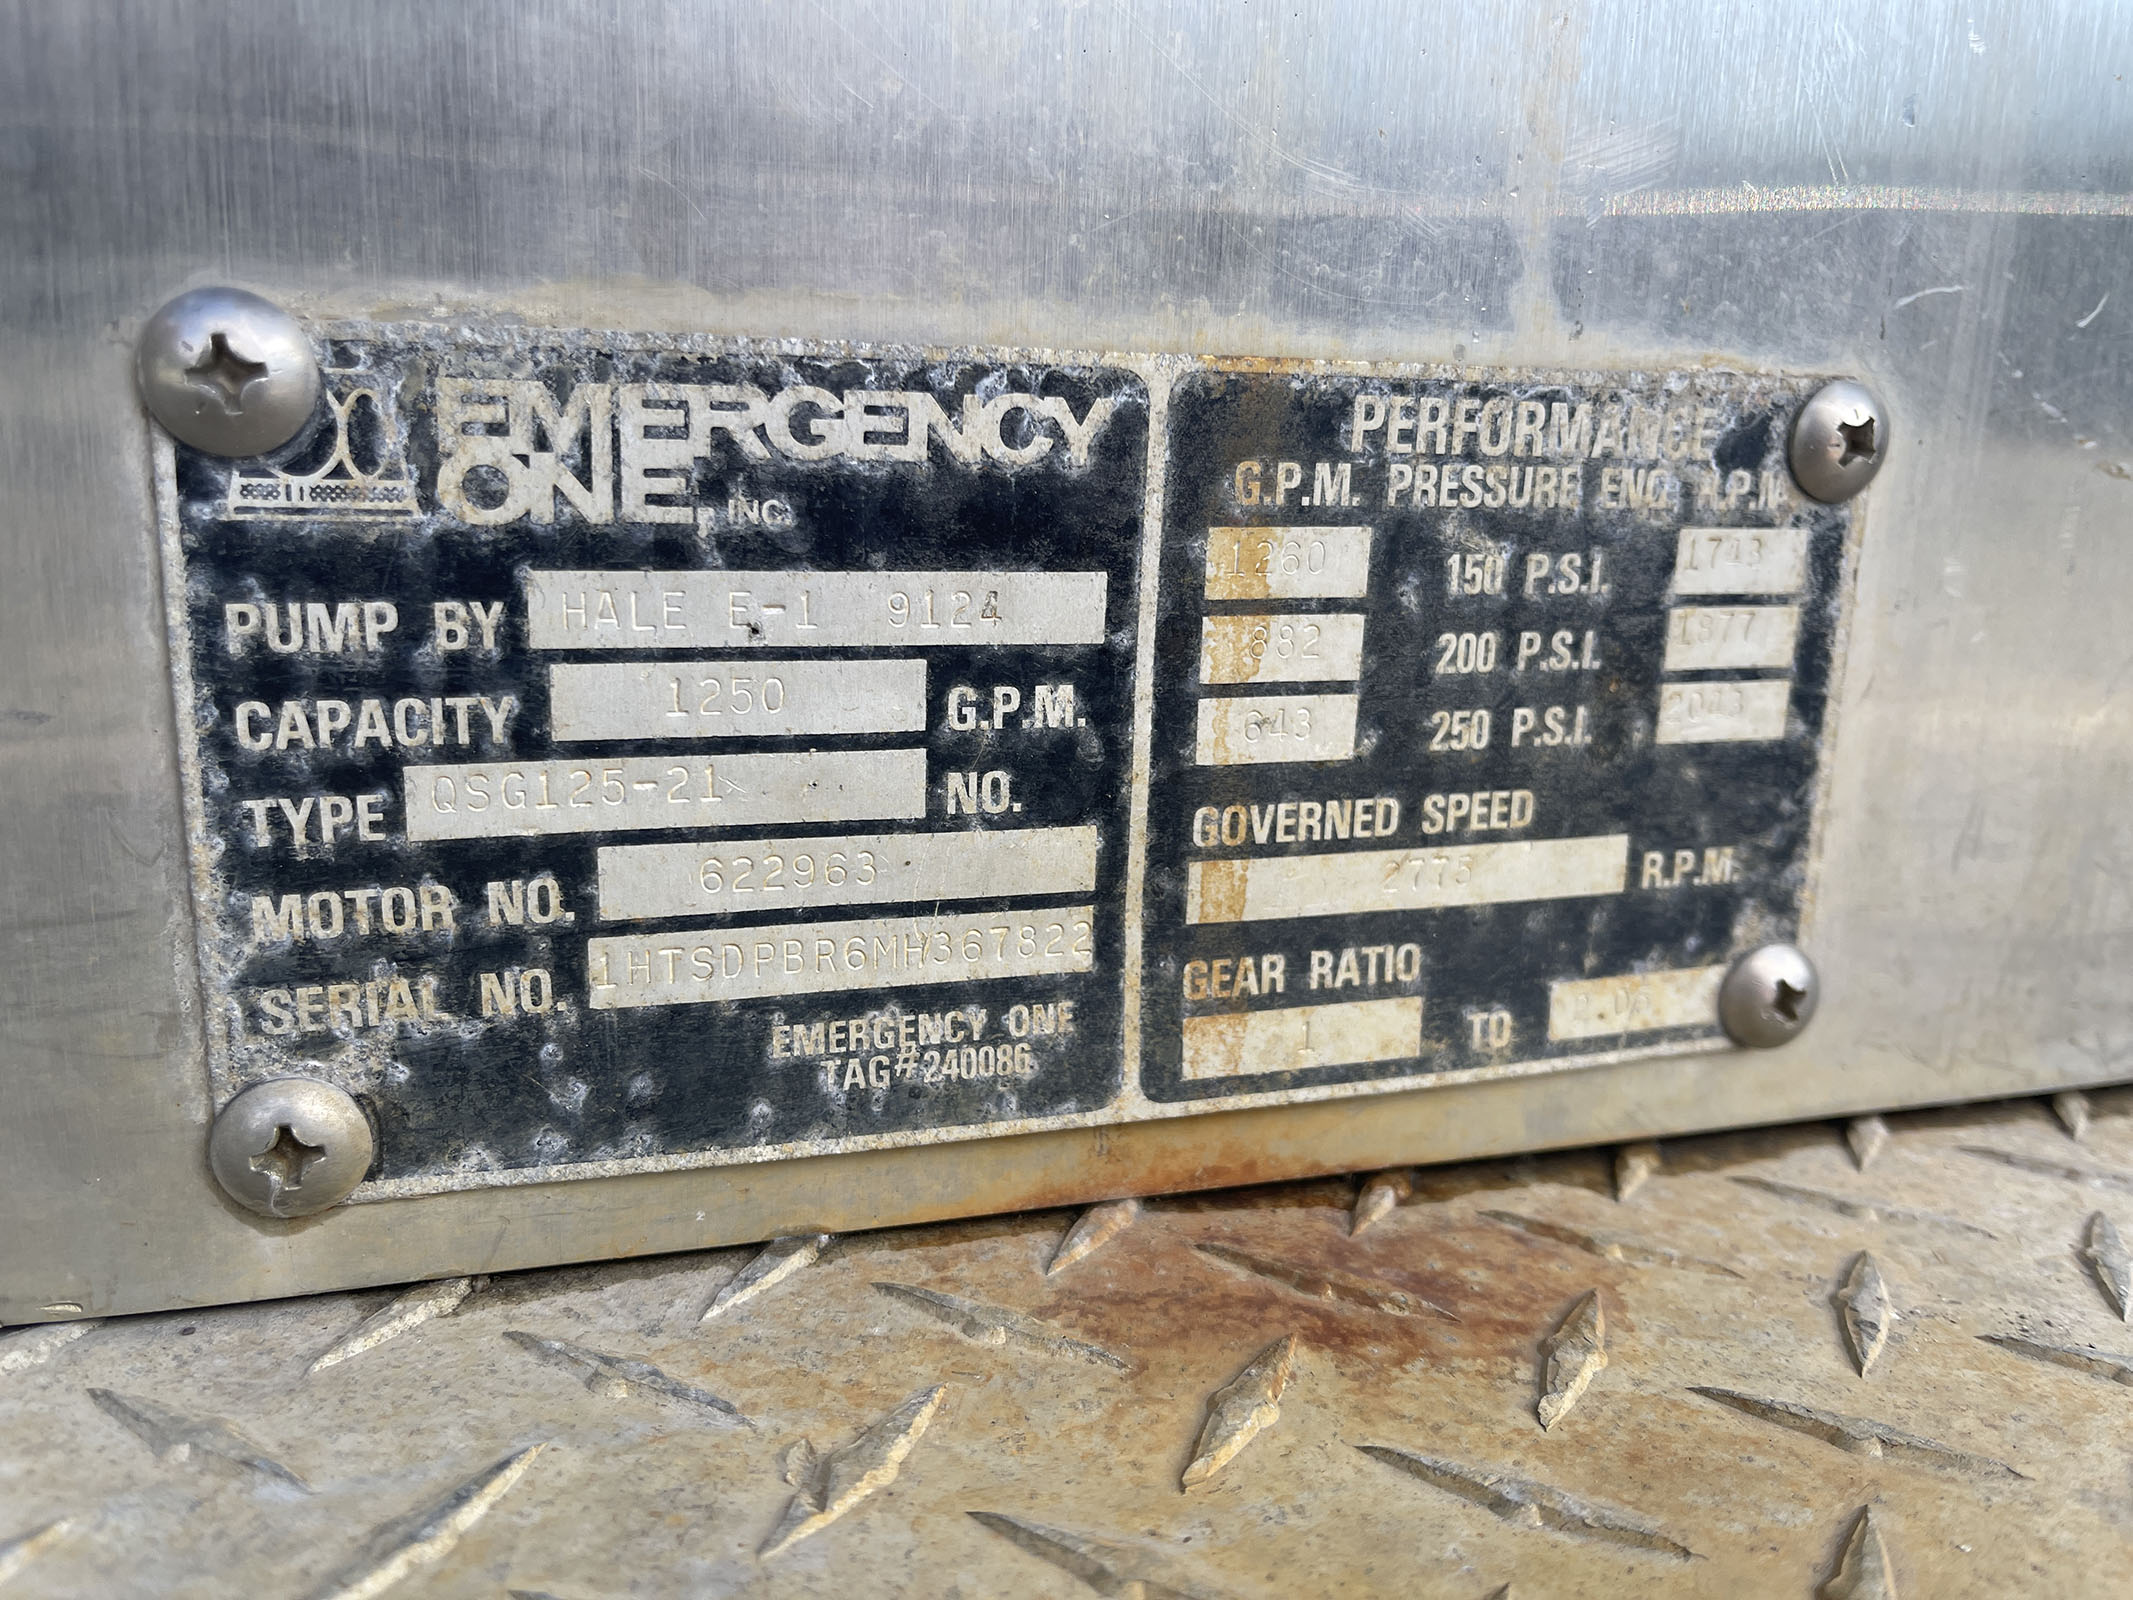 EMERGENCY
ONE, INC.
PUMP BY HALE E-1 9124
CAPACITY 1250 G.P.M.
TYPE QSG125-21 NO.
MOTOR NO. 622963
SERIAL NO. 1HTSDPBR6MH367822
EMERGENCY ONE
TAG#240086
PERFORMANCE
G.P.M. PRESSURE ENG. R.P.M.
1260 150 P.S.I. 1743
882 200 P.S.I. 1877
643 250 P.S.I. 2043
GOVERNED SPEED
2775 R.P.M.
GEAR RATIO
1 TO